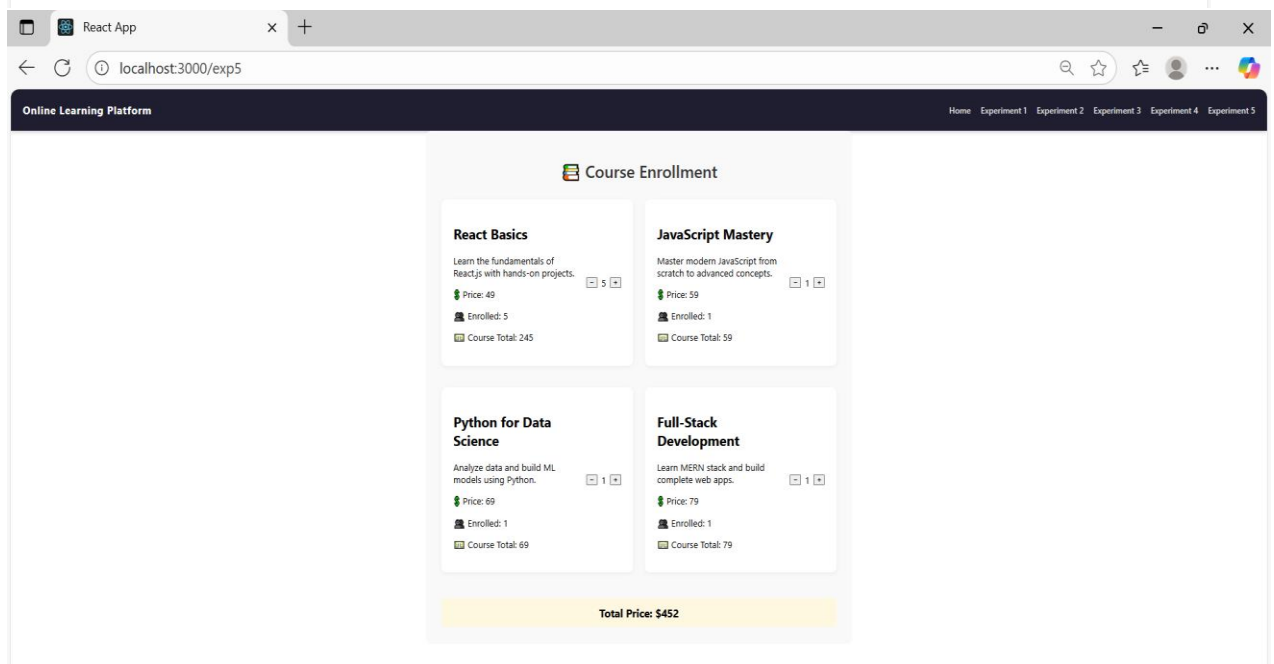 React App
localhost:3000/exp5
Online Learning Platform
Home Experiment 1 Experiment 2 Experiment 3 Experiment 4 Experiment 5
Course Enrollment
React Basics
Learn the fundamentals of
React.js with hands-on projects.
- 5 +
Price: 49
Enrolled: 5
Course Total: 245
JavaScript Mastery
Master modern JavaScript from
scratch to advanced concepts.
- 1 +
Price: 59
Enrolled: 1
Course Total: 59
Python for Data
Science
Analyze data and build ML
models using Python.
- 1 +
Price: 69
Enrolled: 1
Course Total: 69
Full-Stack
Development
Learn MERN stack and build
complete web apps.
- 1 +
Price: 79
Enrolled: 1
Course Total: 79
Total Price: $452